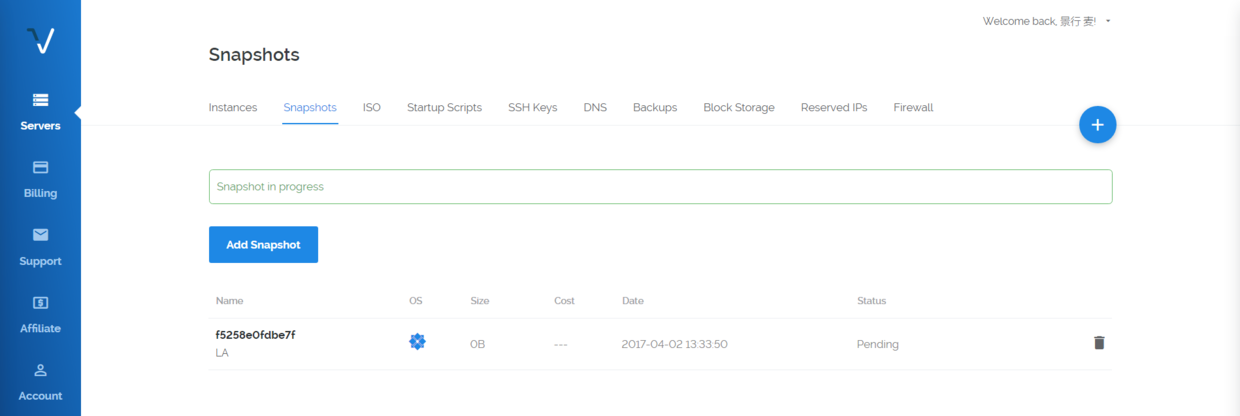 Welcome back, 景行 麦!
Snapshots
Servers
Billing
Support
Affiliate
Account
Instances Snapshots ISO Startup Scripts SSH Keys DNS Backups Block Storage Reserved IPs Firewall
Snapshot in progress
Add Snapshot
Name OS Size Cost Date Status
f5258e0fdbe7f
LA
0B --- 2017-04-02 13:33:50 Pending